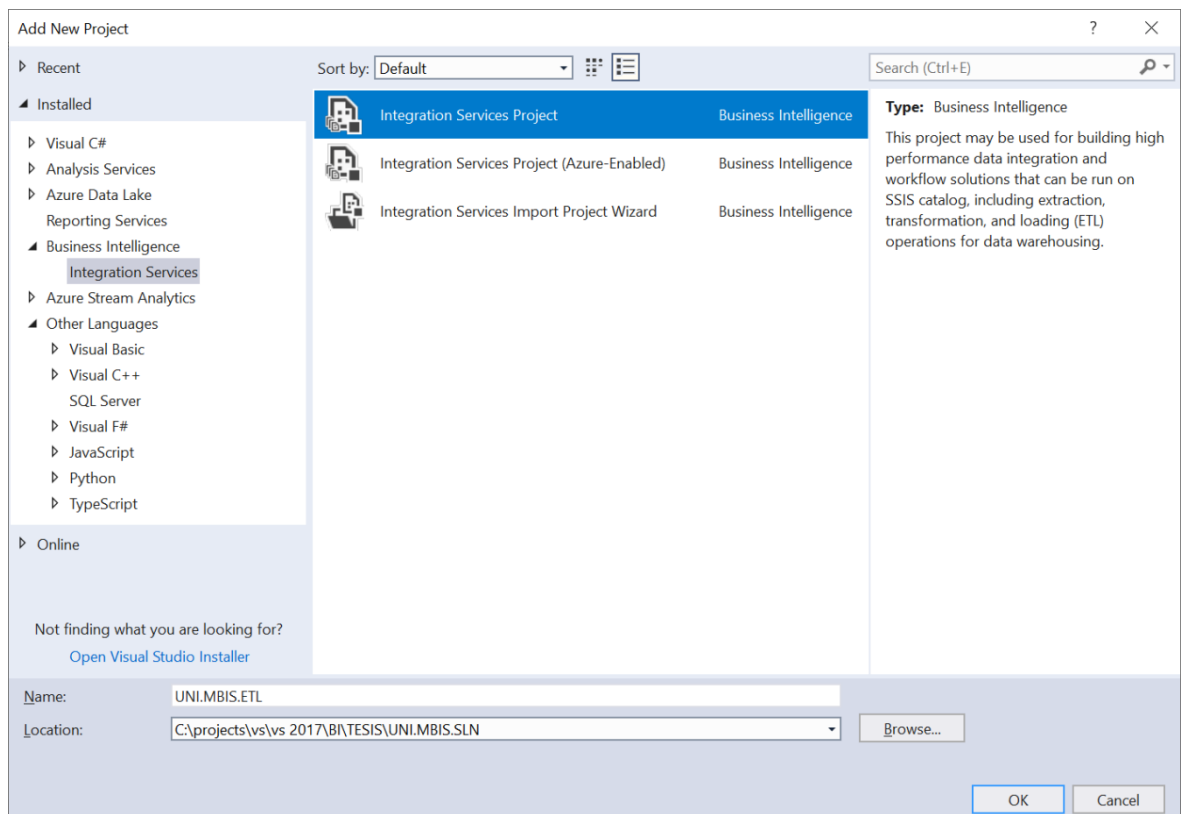 Add New Project
?
Recent
Installed
Visual C#
Analysis Services
Azure Data Lake
Reporting Services
Business Intelligence
Integration Services
Azure Stream Analytics
Other Languages
Visual Basic
Visual C++
SQL Server
Visual F#
JavaScript
Python
TypeScript
Online
Not finding what you are looking for?
Open Visual Studio Installer
Sort by: Default
Integration Services Project Business Intelligence
Integration Services Project (Azure-Enabled) Business Intelligence
Integration Services Import Project Wizard Business Intelligence
Search (Ctrl+E)
Type: Business Intelligence
This project may be used for building high
performance data integration and
workflow solutions that can be run on
SSIS catalog, including extraction,
transformation, and loading (ETL)
operations for data warehousing.
Name: UNI.MBIS.ETL
Location: C:\projects\vs\vs 2017\BI\TESIS\UNI.MBIS.SLN
Browse...
OK Cancel